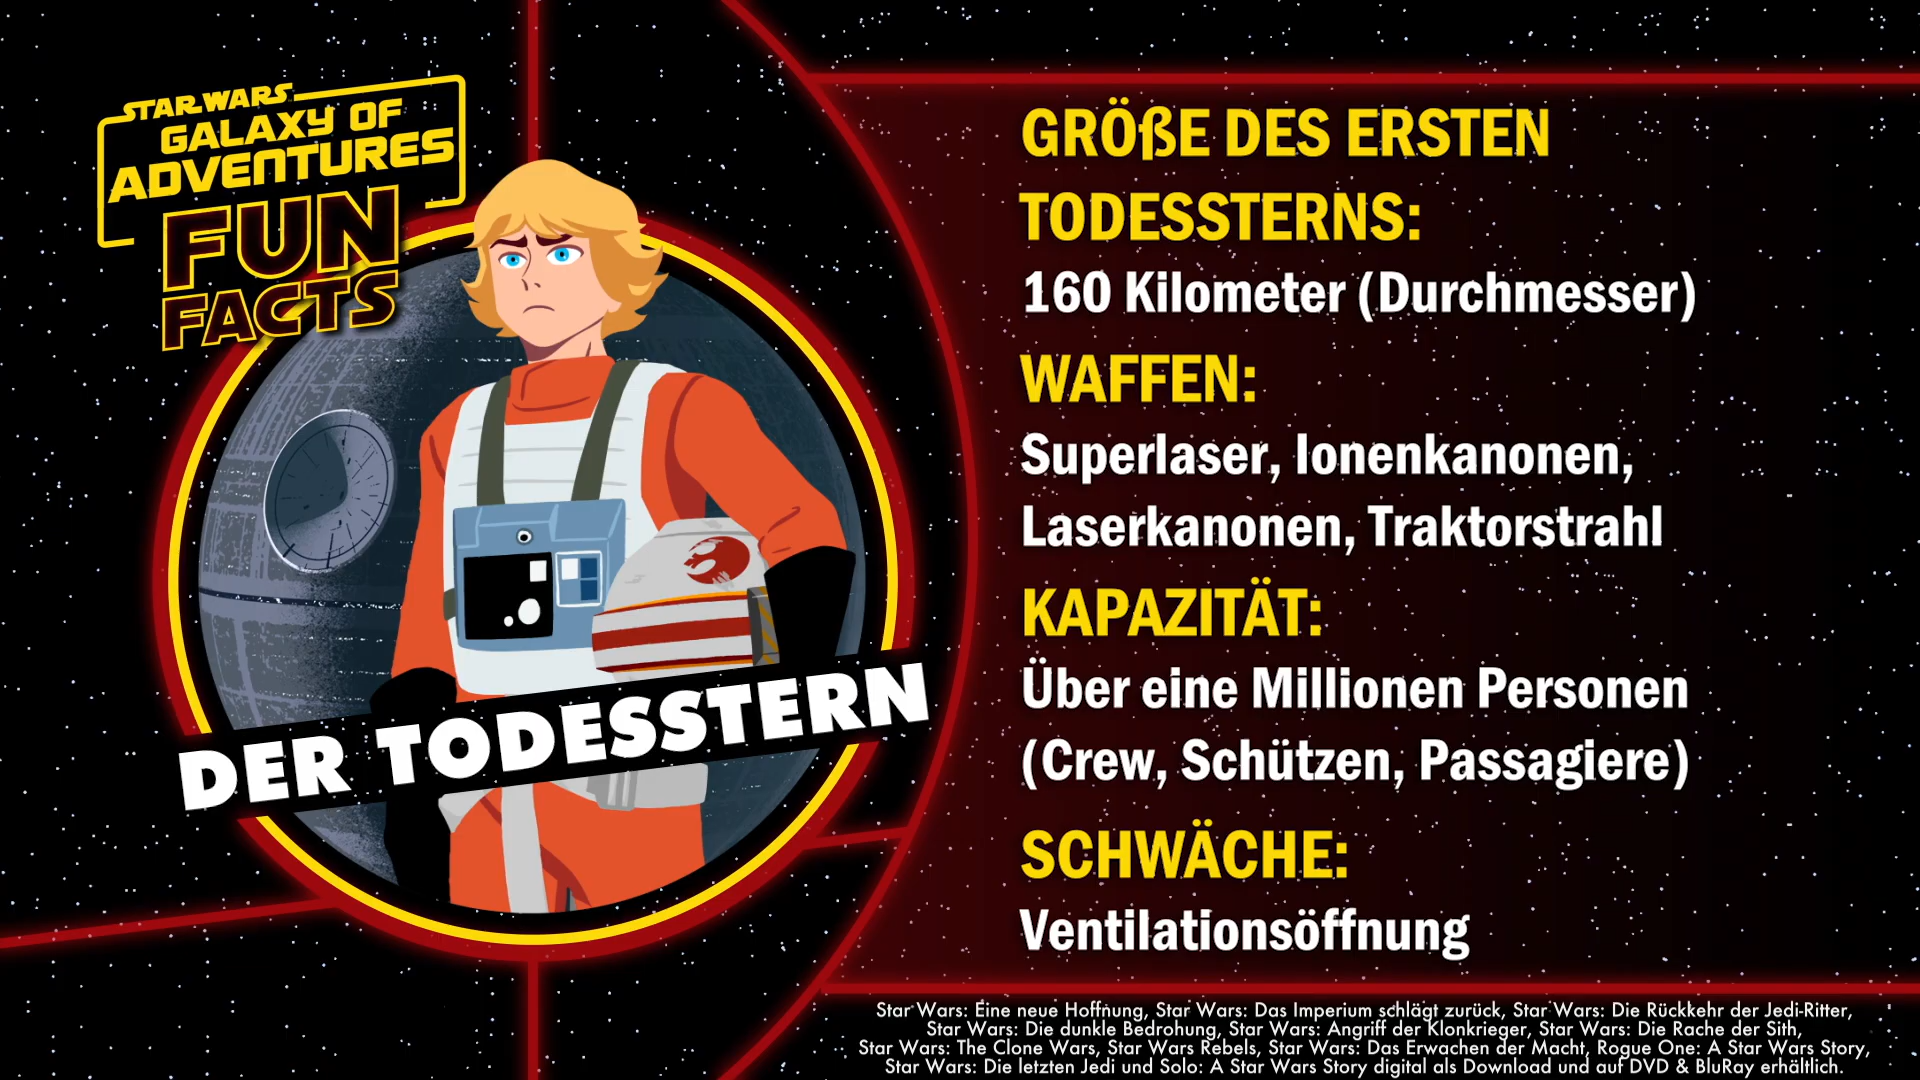 STAR WARS
GALAXY OF
ADVENTURES
FUN
FACTS
DER TODESSTERN
GRÖßE DES ERSTEN
TODESSTERNS:
160 Kilometer (Durchmesser)
WAFFEN:
Superlaser, Ionenkanonen,
Laserkanonen, Traktorstrahl
KAPAZITÄT:
Über eine Millionen Personen
(Crew, Schützen, Passagiere)
SCHWÄCHE:
Ventilationsöffnung
Star Wars: Eine neue Hoffnung, Star Wars: Das Imperium schlägt zurück, Star Wars: Die Rückkehr der Jedi-Ritter,
Star Wars: Die dunkle Bedrohung, Star Wars: Angriff der Klonkrieger, Star Wars: Die Rache der Sith,
Star Wars: The Clone Wars, Star Wars Rebels, Star Wars: Das Erwachen der Macht, Rogue One: A Star Wars Story,
Star Wars: Die letzten Jedi und Solo: A Star Wars Story digital als Download und auf DVD & BluRay erhältlich.